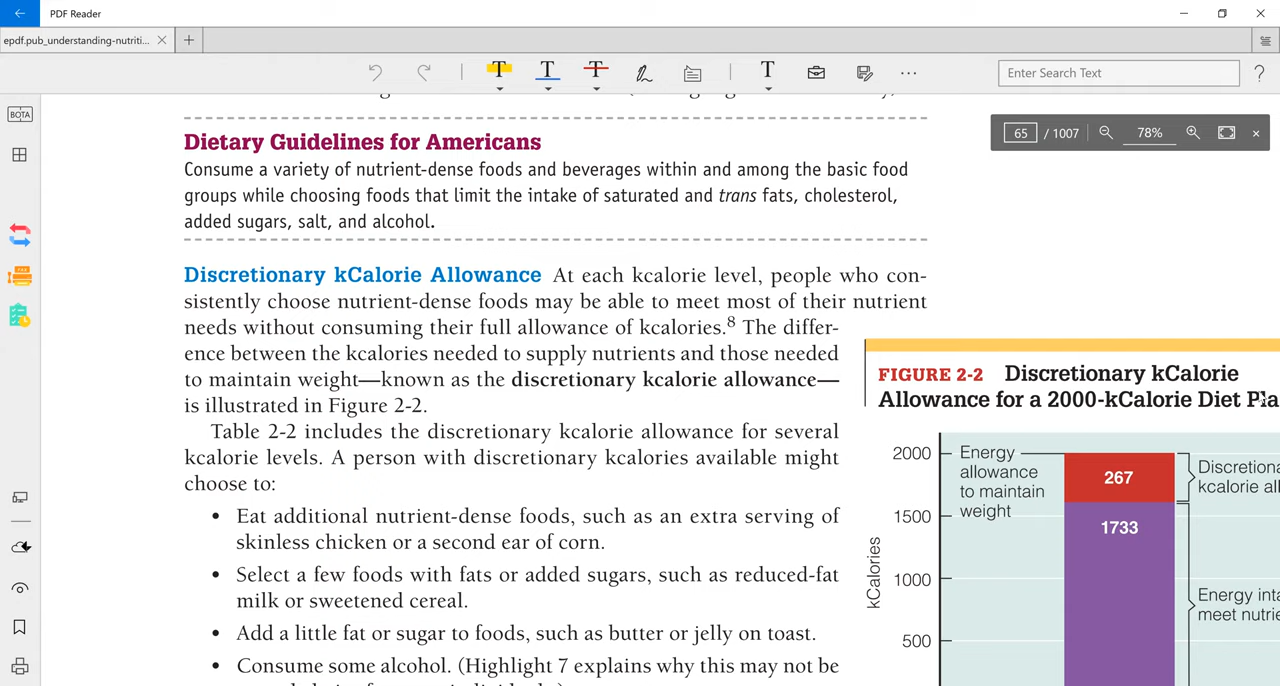 PDF Reader
epdf.pub_understanding-nutriti...
T T T T
Enter Search Text
?
BOTA
65 / 1007 78%
Dietary Guidelines for Americans
Consume a variety of nutrient-dense foods and beverages within and among the basic food
groups while choosing foods that limit the intake of saturated and trans fats, cholesterol,
added sugars, salt, and alcohol.
Discretionary kCalorie Allowance At each kcalorie level, people who con-
sistently choose nutrient-dense foods may be able to meet most of their nutrient
needs without consuming their full allowance of kcalories.8 The differ-
ence between the kcalories needed to supply nutrients and those needed
to maintain weight—known as the discretionary kcalorie allowance—
is illustrated in Figure 2-2.
Table 2-2 includes the discretionary kcalorie allowance for several
kcalorie levels. A person with discretionary kcalories available might
choose to:
• Eat additional nutrient-dense foods, such as an extra serving of
skinless chicken or a second ear of corn.
• Select a few foods with fats or added sugars, such as reduced-fat
milk or sweetened cereal.
• Add a little fat or sugar to foods, such as butter or jelly on toast.
• Consume some alcohol. (Highlight 7 explains why this may not be
FIGURE 2-2 Discretionary kCalorie
Allowance for a 2000-kCalorie Diet Pla
kCalories
2000
1500
1000
500
Energy
allowance
to maintain
weight
267
1733
Discretiona
kcalorie all
Energy inta
meet nutrie